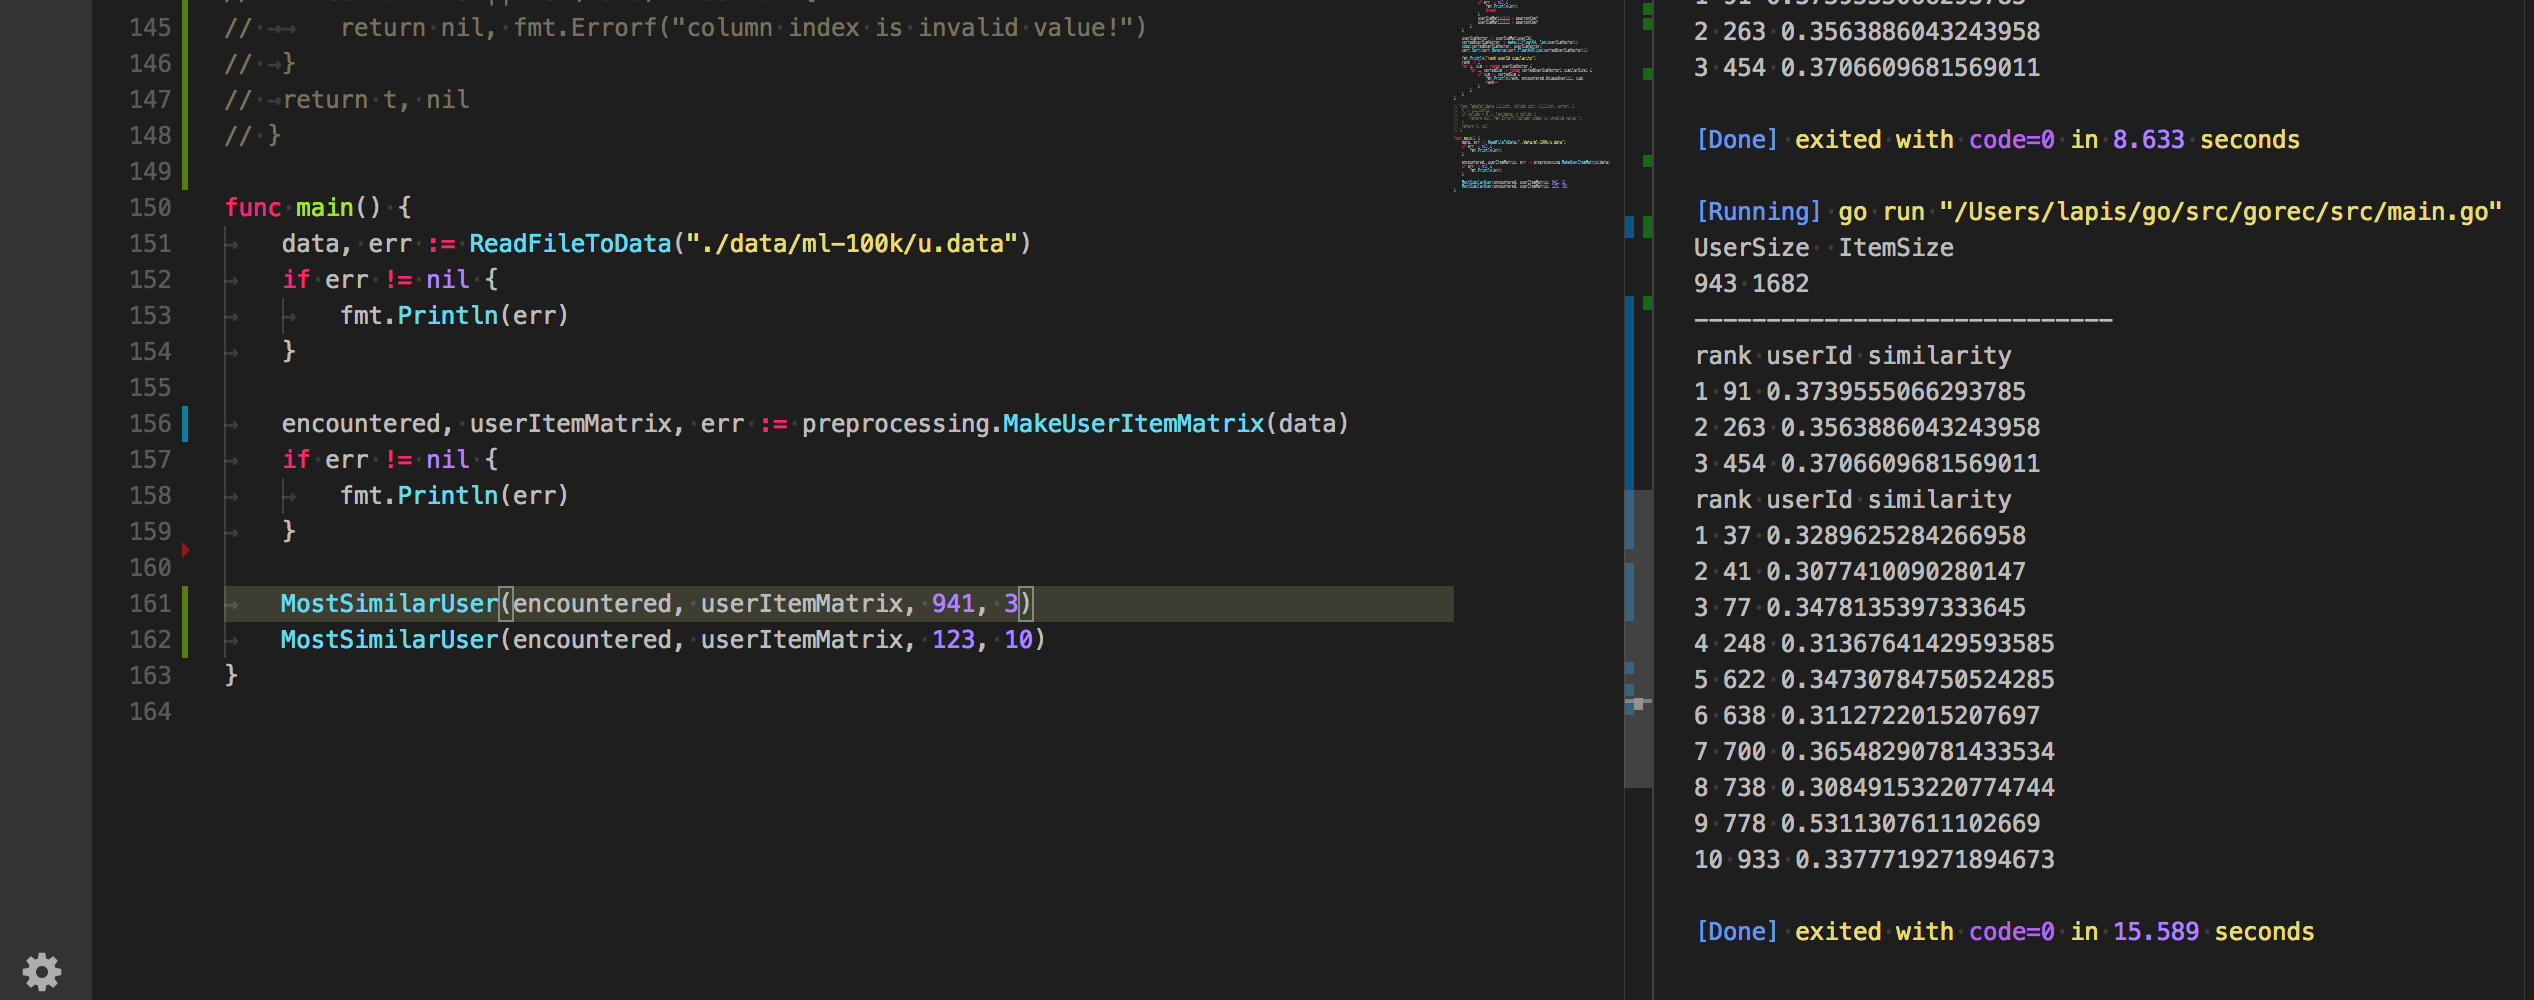 145 // return nil, fmt.Errorf("column index is invalid value!")
146 // }
147 // return t, nil
148 // }
149
150 func main() {
151 data, err := ReadFileToData("./data/ml-100k/u.data")
152 if err != nil {
153 fmt.Println(err)
154 }
155
156 encountered, userItemMatrix, err := preprocessing.MakeUserItemMatrix(data)
157 if err != nil {
158 fmt.Println(err)
159 }
160
161 MostSimilarUser(encountered, userItemMatrix, 941, 3)
162 MostSimilarUser(encountered, userItemMatrix, 123, 10)
163 }
164
1 91 0.3739555066293785
2 263 0.3563886043243958
3 454 0.3706609681569011
[Done] exited with code=0 in 8.633 seconds
[Running] go run "/Users/lapis/go/src/gorec/src/main.go"
UserSize ItemSize
943 1682
-----------------------------
rank userId similarity
1 91 0.3739555066293785
2 263 0.3563886043243958
3 454 0.3706609681569011
rank userId similarity
1 37 0.3289625284266958
2 41 0.3077410090280147
3 77 0.3478135397333645
4 248 0.31367641429593585
5 622 0.34730784750524285
6 638 0.3112722015207697
7 700 0.36548290781433534
8 738 0.30849153220774744
9 778 0.5311307611102669
10 933 0.3377719271894673
[Done] exited with code=0 in 15.589 seconds